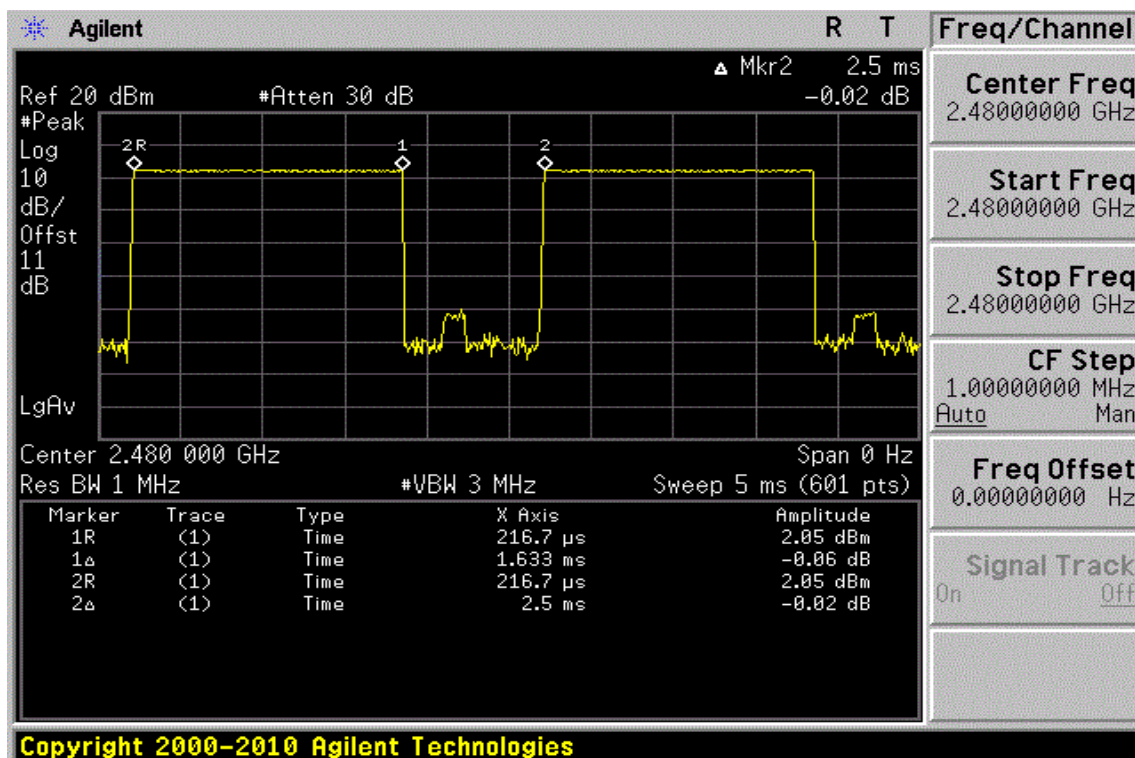 Agilent R T
Freq/Channel
Δ Mkr2 2.5 ms
Ref 20 dBm #Atten 30 dB -0.02 dB
#Peak
Log
10
dB/
Offst
11
dB
LgAv
2R 1 2
Center 2.480 000 GHz Span 0 Hz
Res BW 1 MHz #VBW 3 MHz Sweep 5 ms (601 pts)
Marker Trace Type X Axis Amplitude
1R (1) Time 216.7 µs 2.05 dBm
1Δ (1) Time 1.633 ms -0.06 dB
2R (1) Time 216.7 µs 2.05 dBm
2Δ (1) Time 2.5 ms -0.02 dB
Center Freq
2.48000000 GHz
Start Freq
2.48000000 GHz
Stop Freq
2.48000000 GHz
CF Step
1.00000000 MHz
Auto Man
Freq Offset
0.00000000 Hz
Signal Track
On Off
Copyright 2000-2010 Agilent Technologies